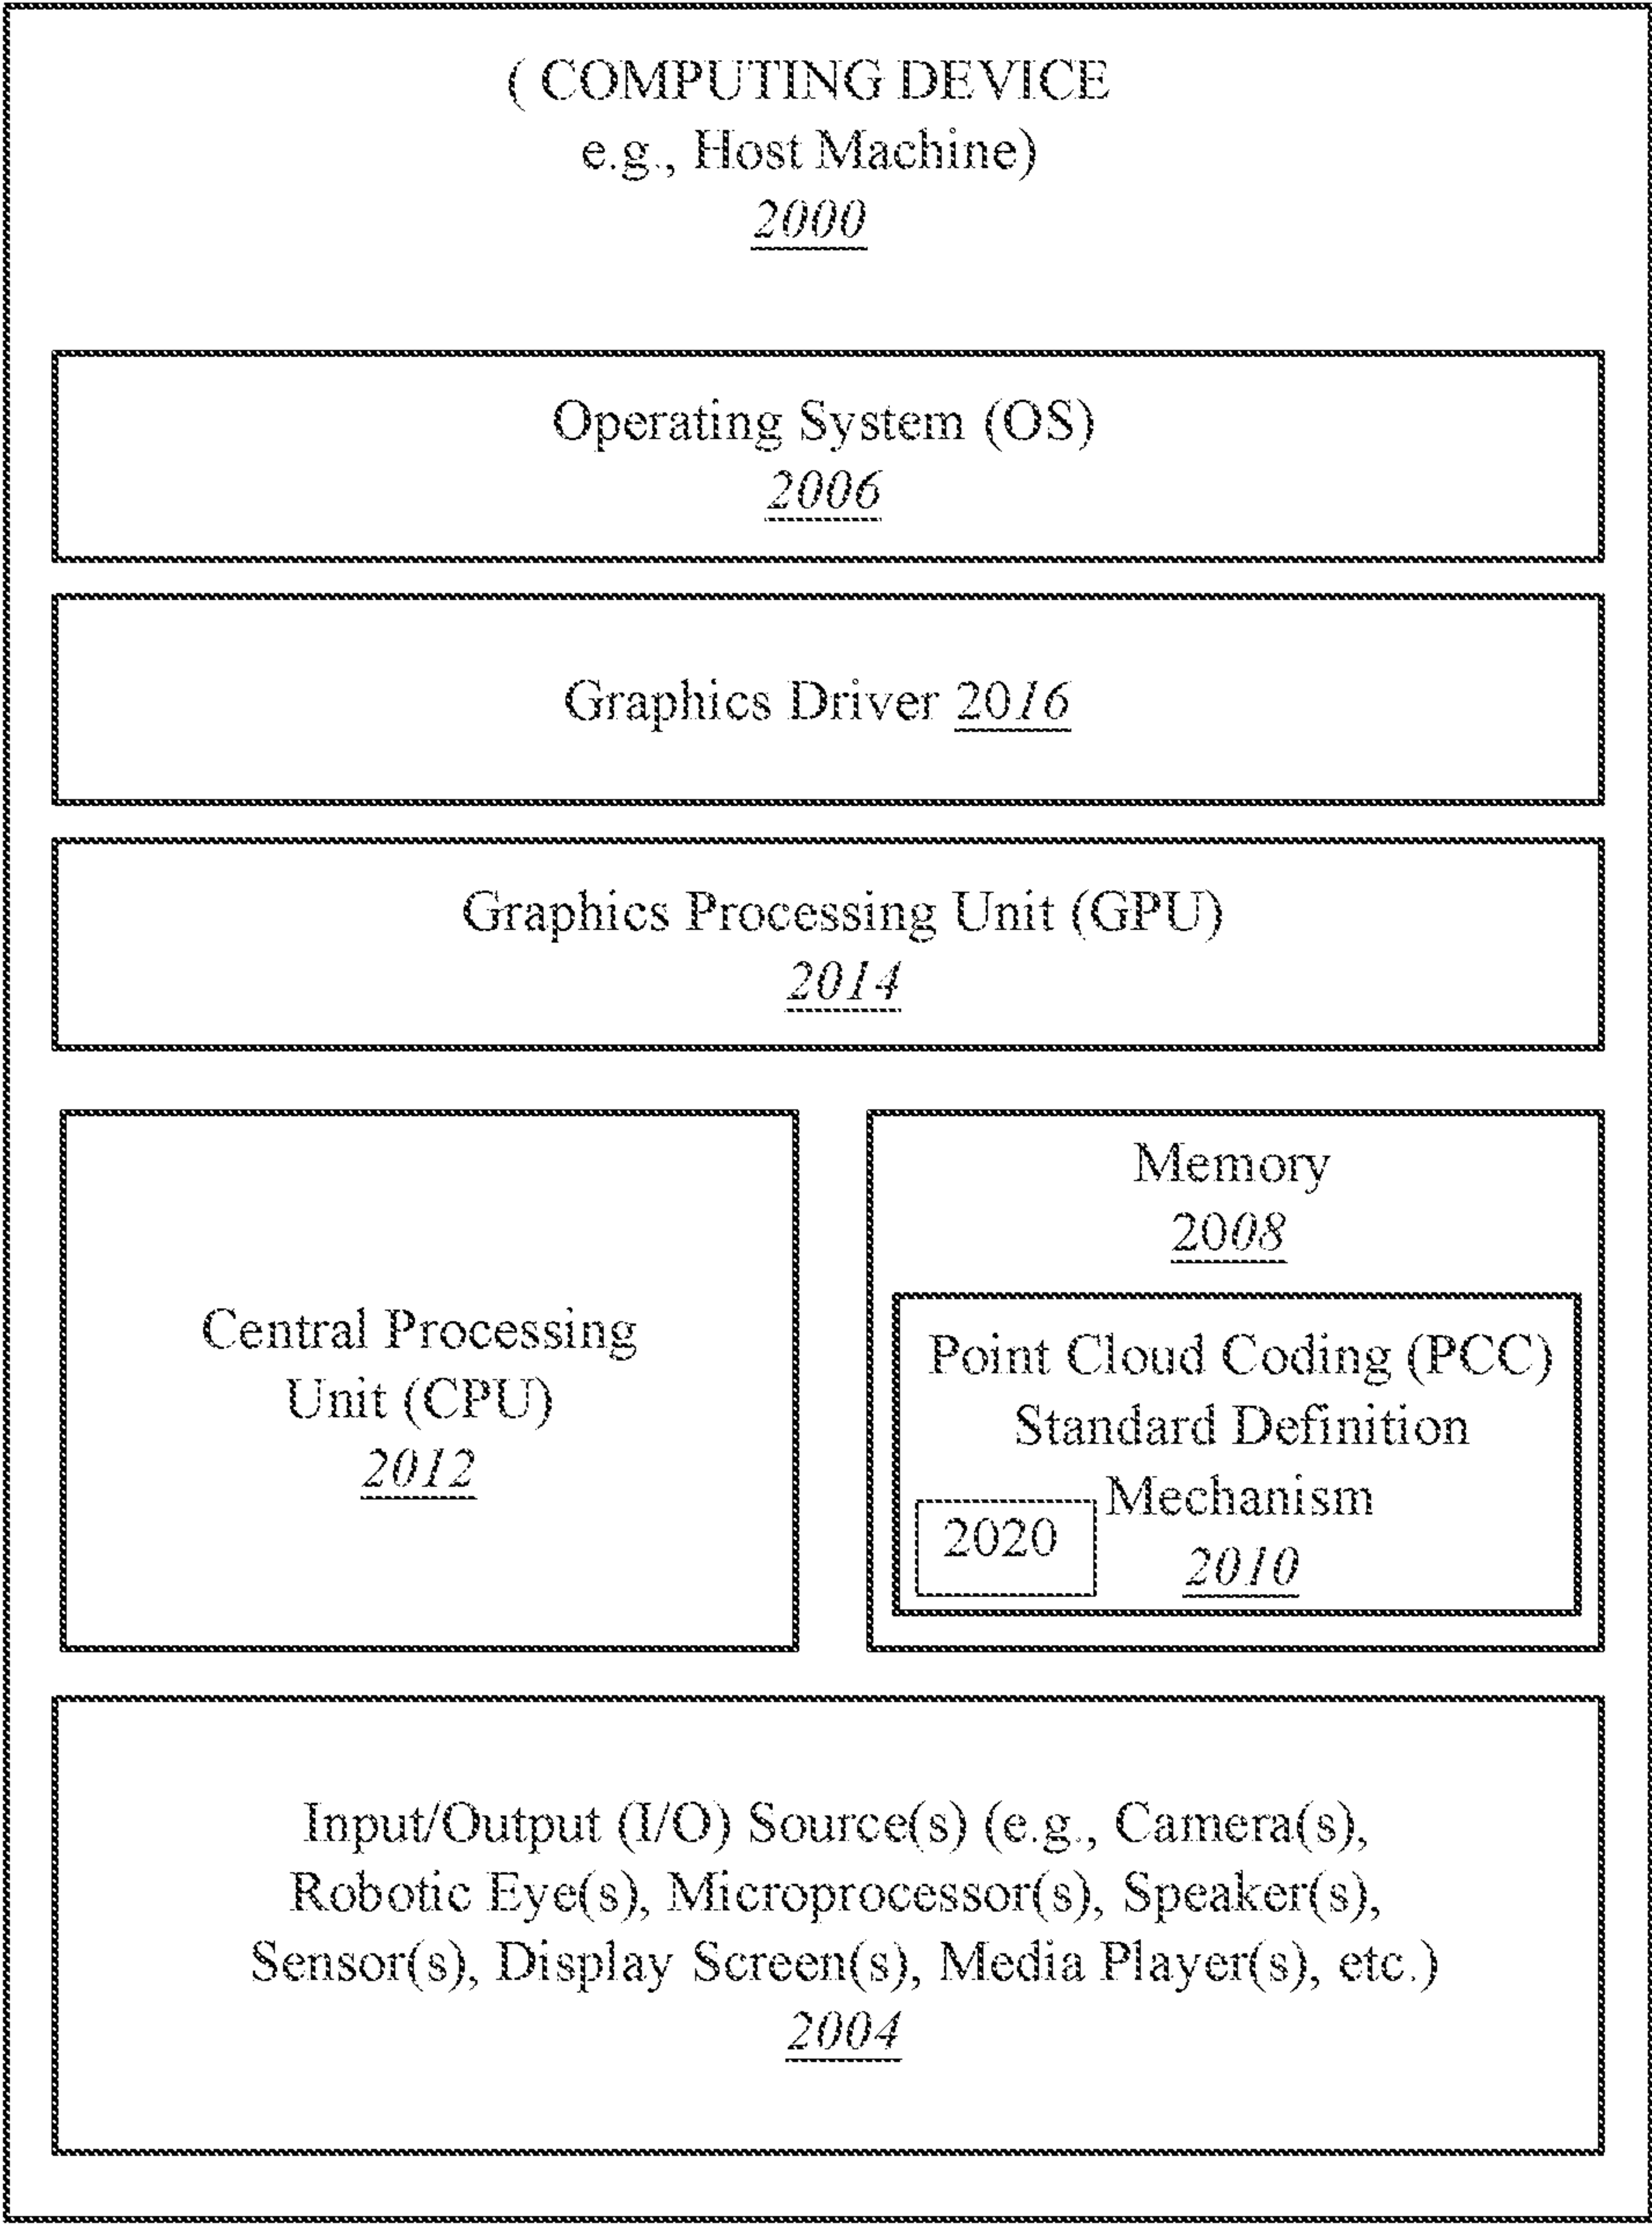 ( COMPUTING DEVICE
e.g., Host Machine)
2000
Operating System (OS)
2006
Graphics Driver 2016
Graphics Processing Unit (GPU)
2014
Central Processing
Unit (CPU)
2012
Memory
2008
Point Cloud Coding (PCC)
Standard Definition
Mechanism
2020
2010
Input/Output (I/O) Source(s) (e.g., Camera(s),
Robotic Eye(s), Microprocessor(s), Speaker(s),
Sensor(s), Display Screen(s), Media Player(s), etc.)
2004